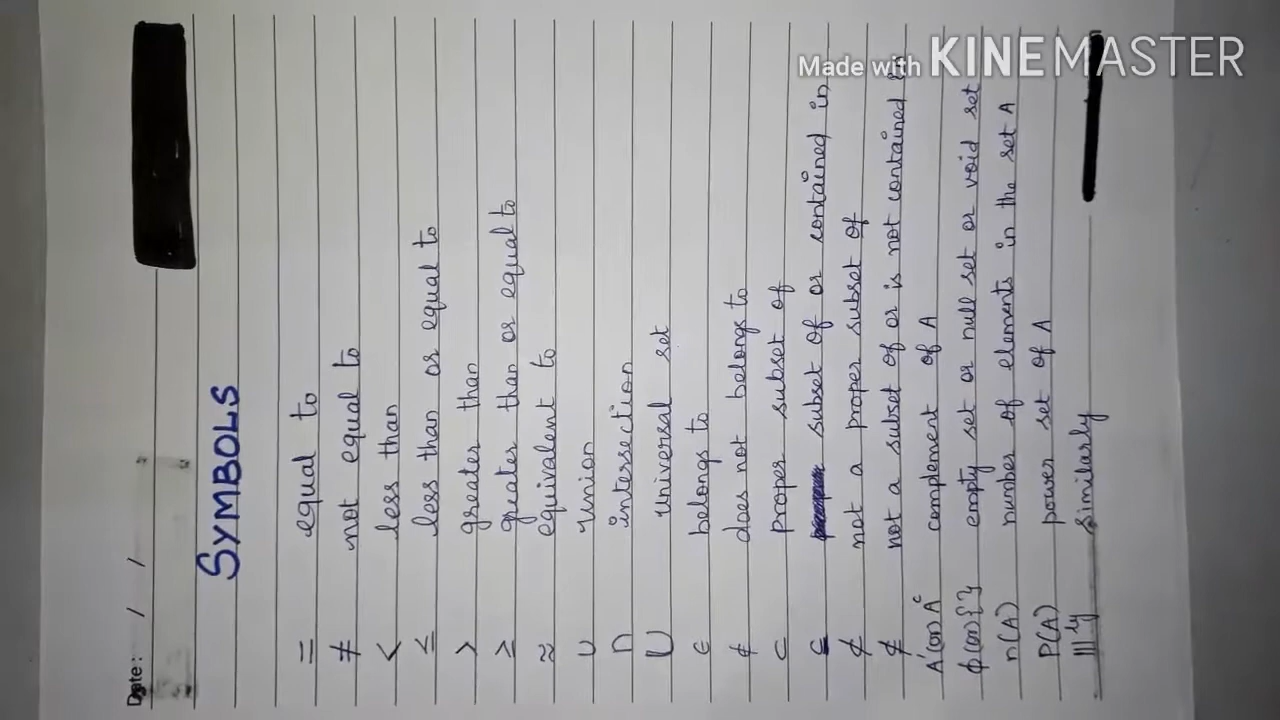 Date: / /
SYMBOLS
= equal to
≠ not equal to
< less than
≤ less than or equal to
> greater than
≥ greater than or equal to
≈ equivalent to
∪ union
∩ intersection
U universal set
∈ belongs to
∉ does not belongs to
⊂ proper subset of
⊆ subset of or contained in
⊄ not a proper subset of
⊈ not a subset of or is not contained in
A'(or)Aᶜ complement of A
ϕ(or){} empty set or null set or void set
n(A) number of elements in the set A
P(A) power set of A
|||ly similarly
Made with KINEMASTER